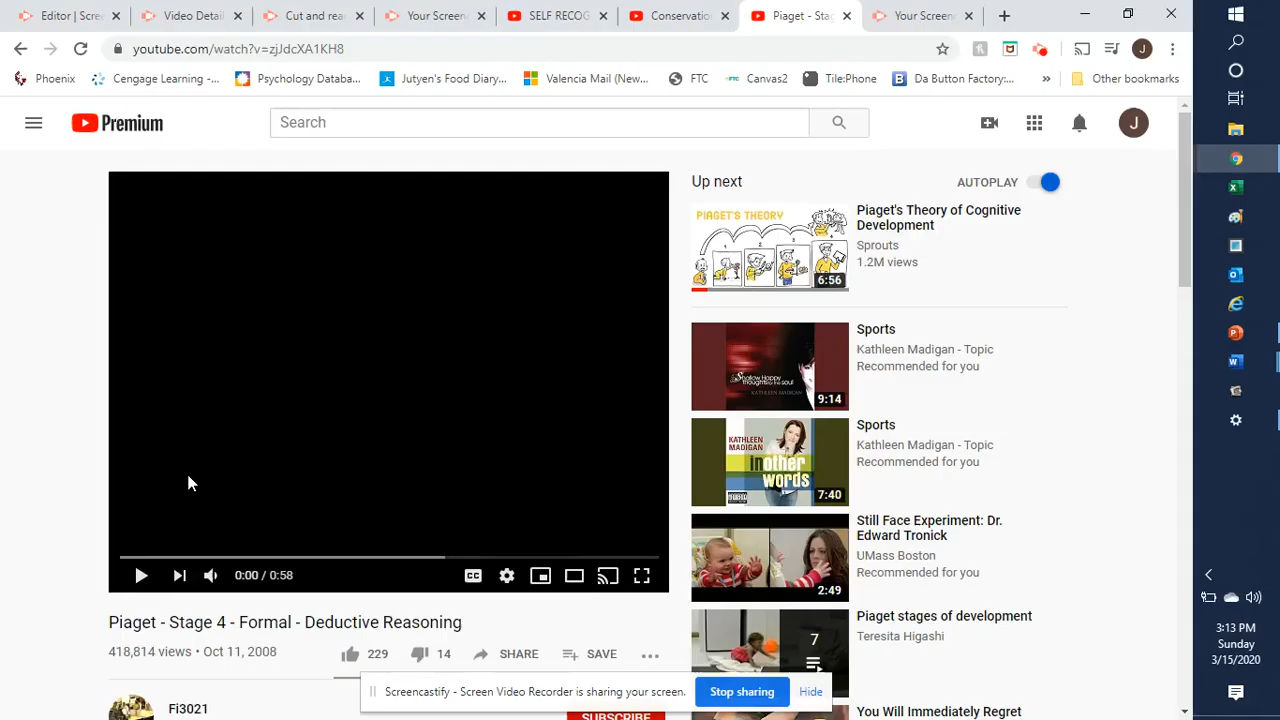 Editor | Scree
Video Detail
Cut and rear
Your Screen
SELF RECOG
Conservatio
Piaget - Stag
Your Screen
youtube.com/watch?v=zjJdcXA1KH8
J
Phoenix
Cengage Learning -...
Psychology Databa...
Jutyen's Food Diary...
Valencia Mail (New...
FTC
Canvas2
Tile:Phone
Da Button Factory:...
Other bookmarks
Premium
Search
J
Up next
AUTOPLAY
PIAGET'S THEORY
6:56
Piaget's Theory of Cognitive
Development
Sprouts
1.2M views
9:14
Sports
Kathleen Madigan - Topic
Recommended for you
KATHLEEN
MADIGAN
in other
words
7:40
Sports
Kathleen Madigan - Topic
Recommended for you
2:49
Still Face Experiment: Dr.
Edward Tronick
UMass Boston
Recommended for you
7
Piaget stages of development
Teresita Higashi
You Will Immediately Regret
0:00 / 0:58
CC
Piaget - Stage 4 - Formal - Deductive Reasoning
418,814 views • Oct 11, 2008
229
14
SHARE
SAVE
Screencastify - Screen Video Recorder is sharing your screen.
Stop sharing
Hide
Fi3021
SUBSCRIBE
3:13 PM
Sunday
3/15/2020